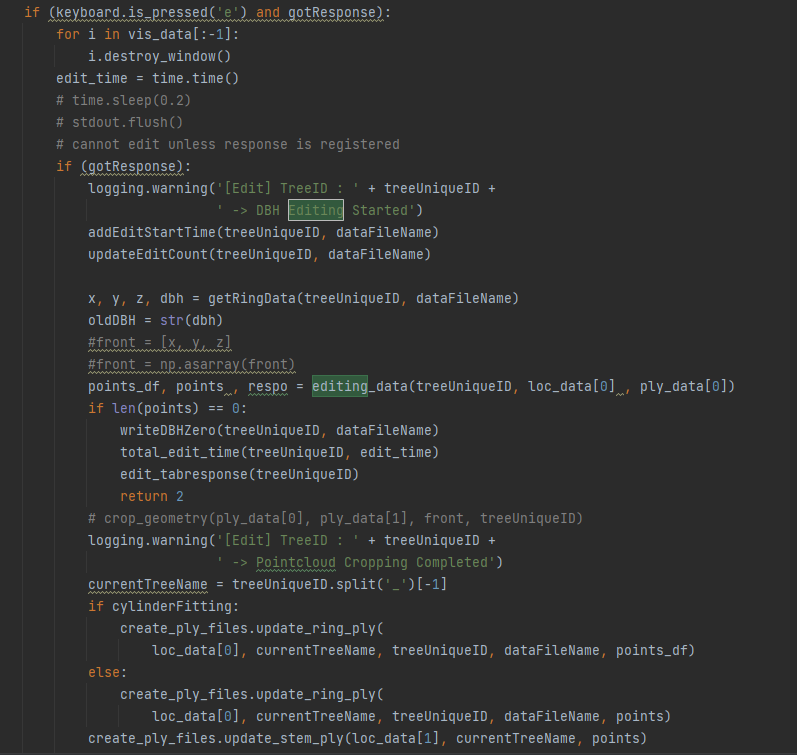 if (keyboard.is_pressed('e') and gotResponse):
for i in vis_data[:-1]:
i.destroy_window()
edit_time = time.time()
# time.sleep(0.2)
# stdout.flush()
# cannot edit unless response is registered
if (gotResponse):
logging.warning('[Edit] TreeID : ' + treeUniqueID +
' -> DBH Editing Started')
addEditStartTime(treeUniqueID, dataFileName)
updateEditCount(treeUniqueID, dataFileName)
x, y, z, dbh = getRingData(treeUniqueID, dataFileName)
oldDBH = str(dbh)
#front = [x, y, z]
#front = np.asarray(front)
points_df, points , respo = editing_data(treeUniqueID, loc_data[0] , ply_data[0])
if len(points) == 0:
writeDBHZero(treeUniqueID, dataFileName)
total_edit_time(treeUniqueID, edit_time)
edit_tabresponse(treeUniqueID)
return 2
# crop_geometry(ply_data[0], ply_data[1], front, treeUniqueID)
logging.warning('[Edit] TreeID : ' + treeUniqueID +
' -> Pointcloud Cropping Completed')
currentTreeName = treeUniqueID.split('_')[-1]
if cylinderFitting:
create_ply_files.update_ring_ply(
loc_data[0], currentTreeName, treeUniqueID, dataFileName, points_df)
else:
create_ply_files.update_ring_ply(
loc_data[0], currentTreeName, treeUniqueID, dataFileName, points)
create_ply_files.update_stem_ply(loc_data[1], currentTreeName, points)